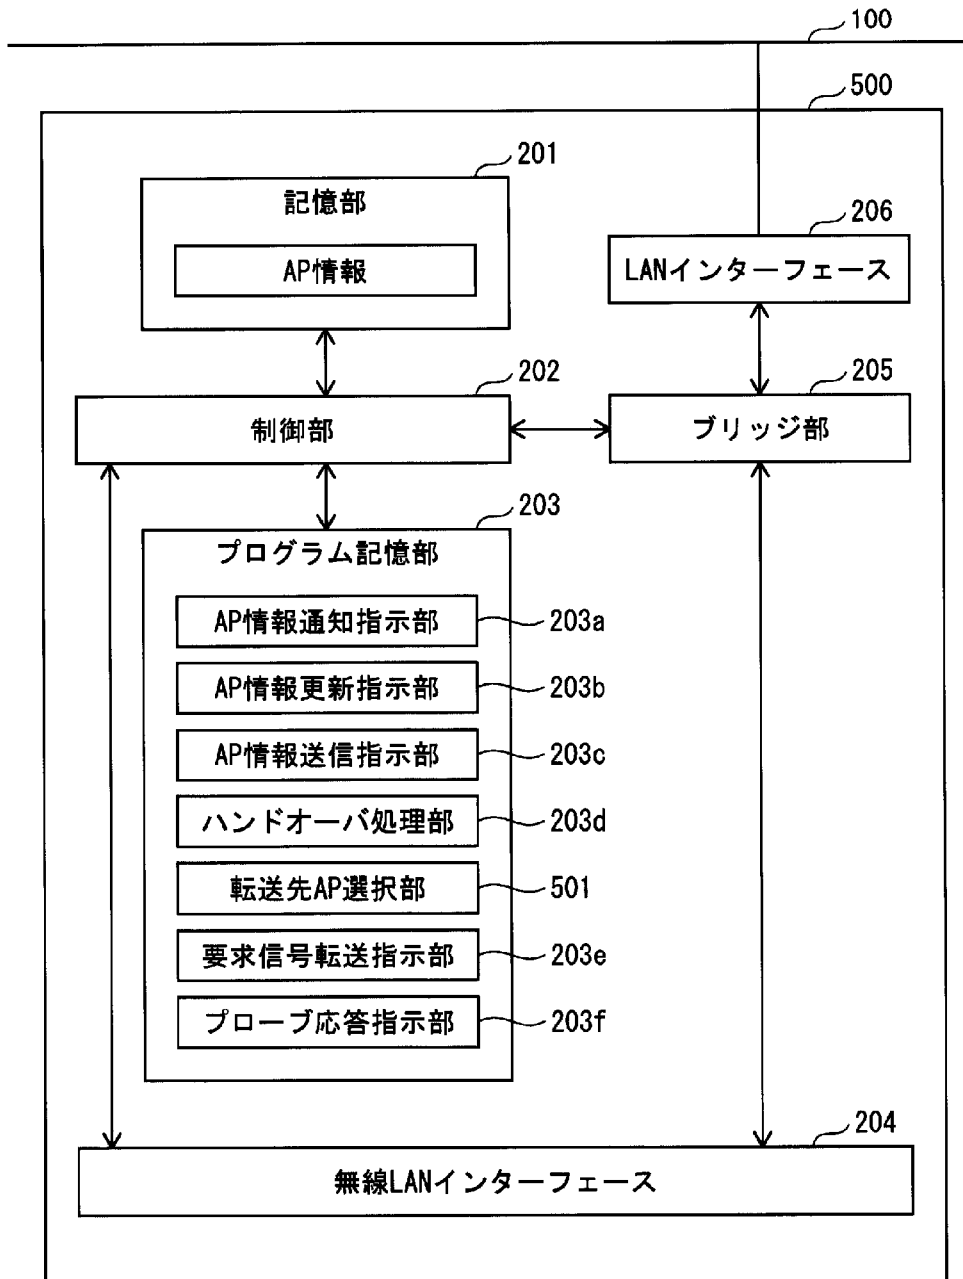 100
500
201
記憶部
AP情報
206
LANインターフェース
202
制御部
205
ブリッジ部
203
プログラム記憶部
AP情報通知指示部
203a
AP情報更新指示部
203b
AP情報送信指示部
203c
ハンドオーバ処理部
203d
転送先AP選択部
501
要求信号転送指示部
203e
プローブ応答指示部
203f
204
無線LANインターフェース